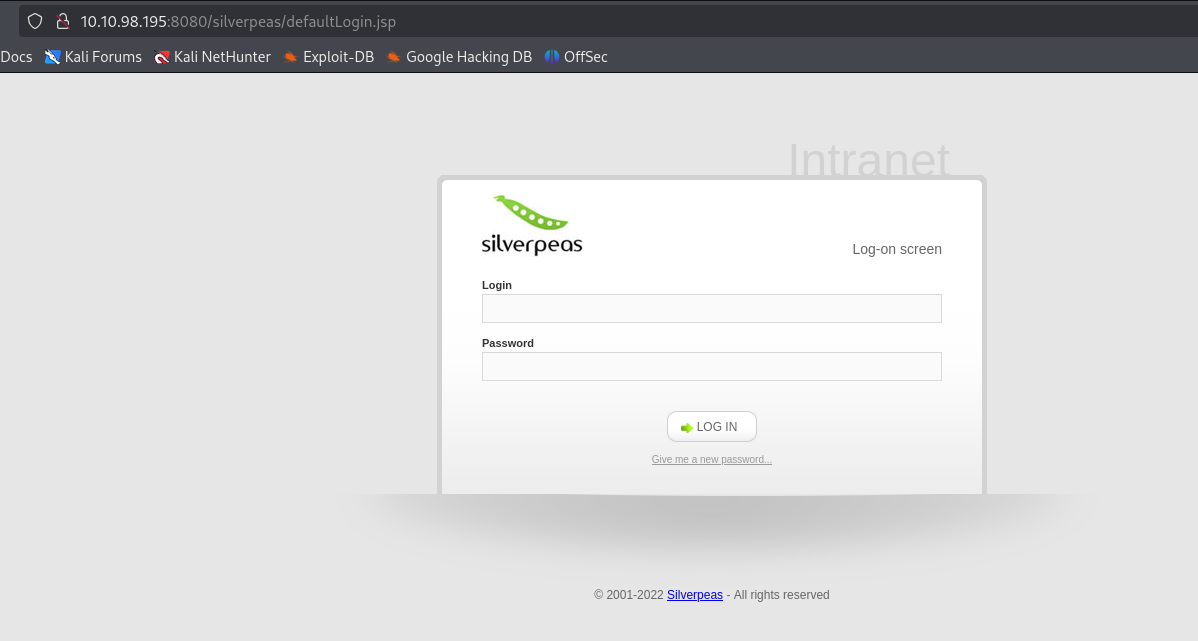 10.10.98.195:8080/silverpeas/defaultLogin.jsp
Docs Kali Forums Kali NetHunter Exploit-DB Google Hacking DB OffSec
Intranet
silverpeas
Log-on screen
Login
Password
LOG IN
Give me a new password...
© 2001-2022 Silverpeas - All rights reserved